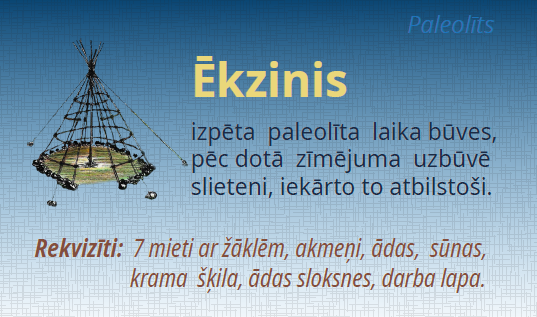 Paleolīts
Ēkzinis
izpēta paleolīta laika būves,
pēc dotā zīmējuma uzbūvē
slieteni, iekārto to atbilstoši.
Rekvizīti: 7 mieti ar žāklēm, akmeņi, ādas, sūnas,
krama šķila, ādas sloksnes, darba lapa.